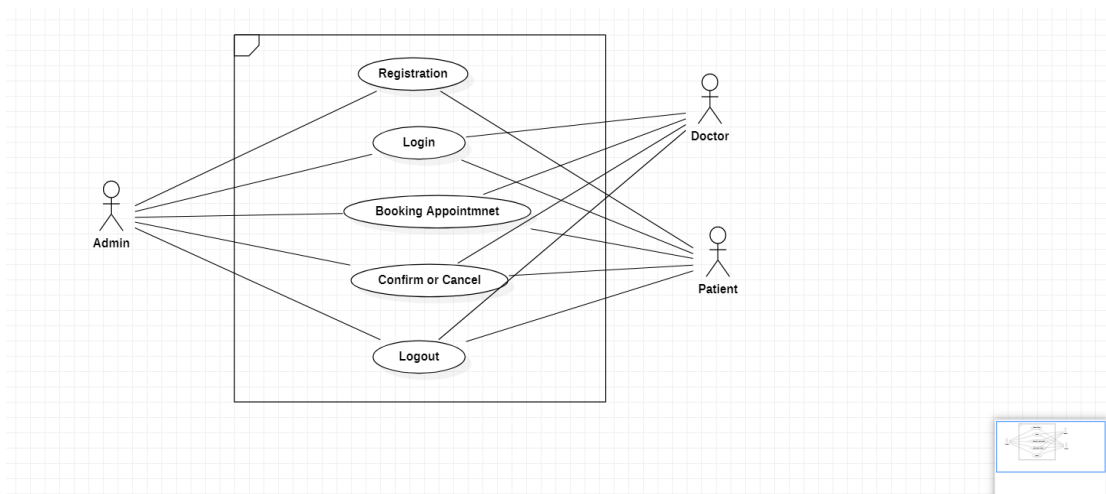 Registration
Login
Doctor
Booking Appointmnet
Admin
Confirm or Cancel
Patient
Logout